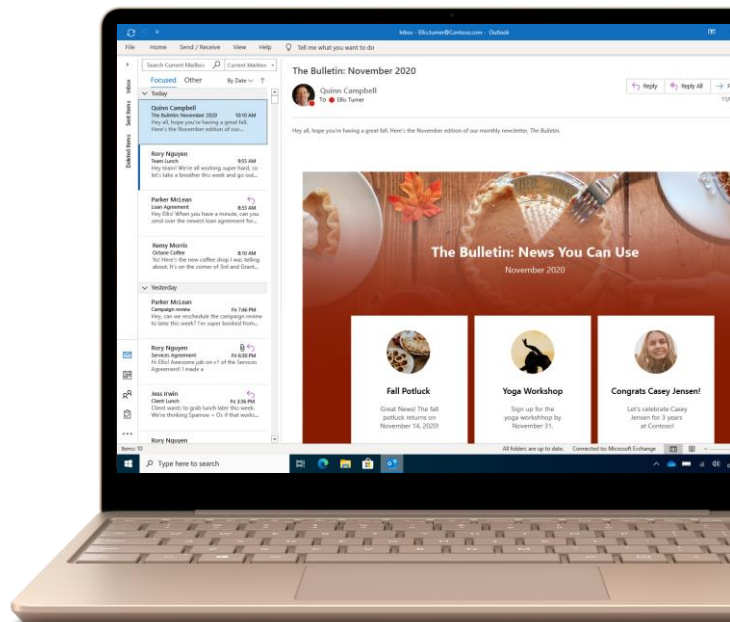 Inbox - Ellic.turner@Contoso.com - Outlook
File Home Send / Receive View Help Tell me what you want to do
Search Current Mailbox Current Mailbox
Focused Other By Date
Inbox
Sent Items
Deleted Items
Today
Quinn Campbell
The Bulletin: November 2020 10:10 AM
Hey all, hope you're having a great fall.
Here's the November edition of our...
Rory Nguyen
Team Lunch 9:55 AM
Hey team! We're all working super hard, so
let's take a breather this week and go out...
Parker McLean
Loan Agreement 8:55 AM
Hey Ellis! When you have a minute, can you
send over the newest loan agreement for...
Ramy Morris
Octane Coffee 8:10 AM
Yo! Here's the new coffee shop I was telling
about. It's on the corner of 3rd and Grant...
Yesterday
Parker McLean
Campaign review Fri 7:46 PM
Hey, can we reschedule the campaign review
to later this week? I'm super booked from...
Rory Nguyen
Services Agreement Fri 6:30 PM
Hi Ellis! Awesome job on v1 of the Services
Agreement! I made a
Jess Irwin
Client Lunch Fri 3:36 PM
Client wants to grab lunch later this week.
We're thinking Sparrow + Or if that works...
Rory Nguyen
The Bulletin: November 2020
Quinn Campbell
To Ellic Turner
Reply Reply All
11/
Hey all, hope you're having a great fall. Here's the November edition of our monthly newsletter, The Bulletin.
The Bulletin: News You Can Use
November 2020
Fall Potluck
Great News! The fall
potluck returns on
November 14, 2020!
Yoga Workshop
Sign up for the
yoga workdshop by
November 31.
Congrats Casey Jensen!
Let's celebrate Casey
Jensen for 3 years
at Contoso!
Items: 10 All folders are up to date. Connected to: Microsoft Exchange
Type here to search